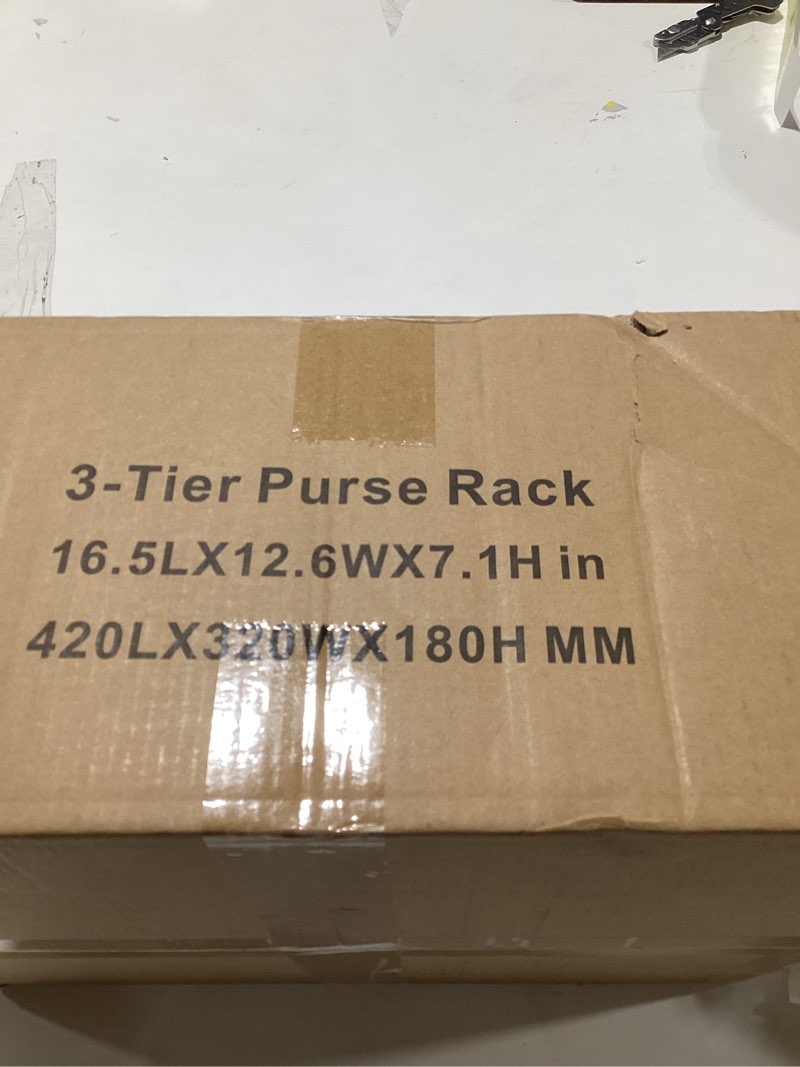 3-Tier Purse Rack
16.5LX12.6WX7.1H in
420LX320WX180H MM